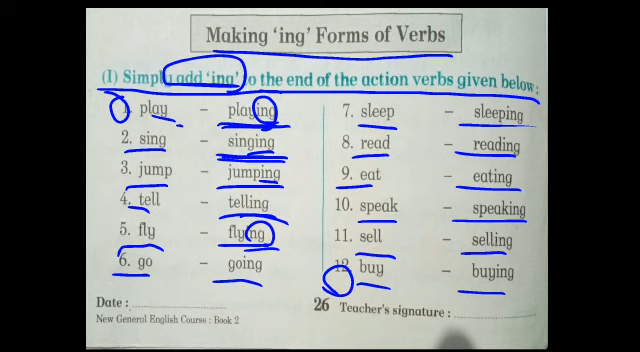 Making 'ing' Forms of Verbs
(I) Simply add 'ing' to the end of the action verbs given below:
1. play – playing
2. sing – singing
3. jump – jumping
4. tell – telling
5. fly – flying
6. go – going
7. sleep – sleeping
8. read – reading
9. eat – eating
10. speak – speaking
11. sell – selling
12. buy – buying
Date :
New General English Course : Book 2
26
Teacher's signature :